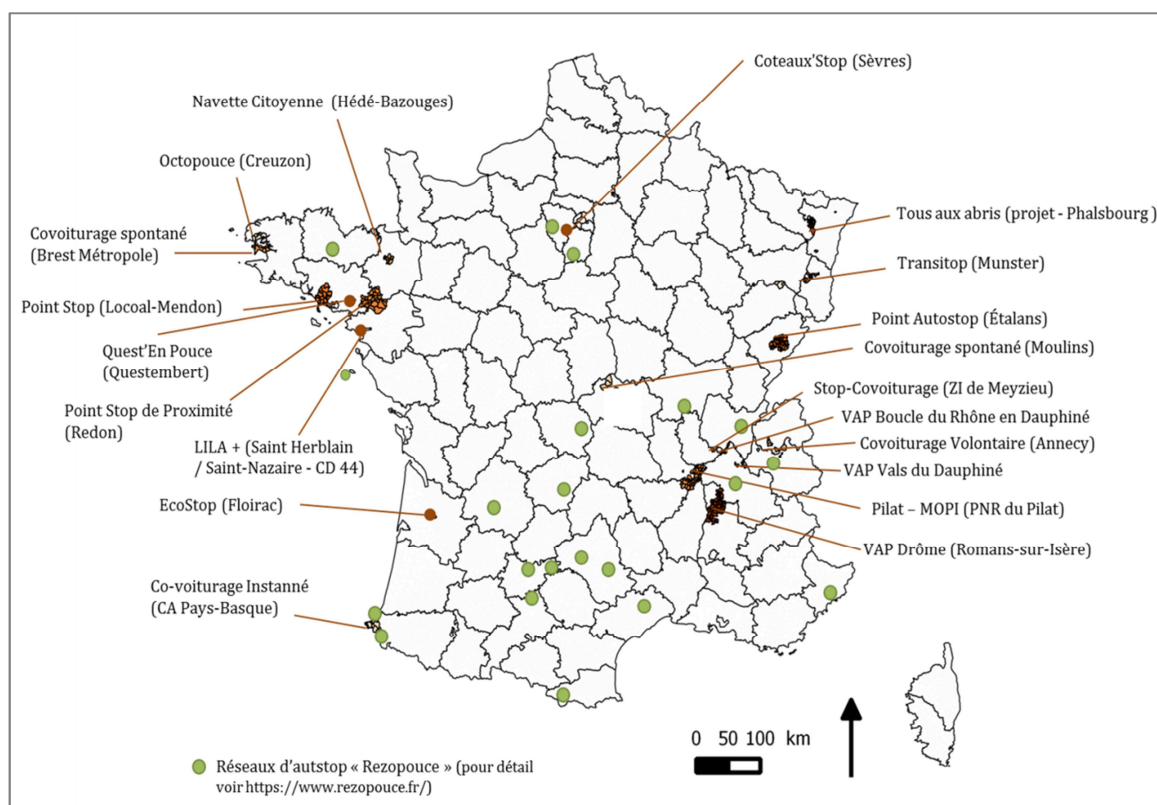 Coteaux'Stop (Sèvres)
Navette Citoyenne (Hédé-Bazouges)
Octopouce (Creuzon)
Covoiturage spontané
(Brest Métropole)
Point Stop (Locoal-Mendon)
Quest'En Pouce
(Questembert)
Point Stop de Proximité
(Redon)
LILA + (Saint Herblain
/ Saint-Nazaire - CD 44)
EcoStop (Floirac)
Co-voiturage Instanné
(CA Pays-Basque)
Tous aux abris (projet - Phalsbourg )
Transitop (Munster)
Point Autostop (Étalans)
Covoiturage spontané (Moulins)
Stop-Covoiturage (ZI de Meyzieu)
VAP Boucle du Rhône en Dauphiné
Covoiturage Volontaire (Annecy)
VAP Vals du Dauphiné
Pilat – MOPI (PNR du Pilat)
VAP Drôme (Romans-sur-Isère)
0 50 100 km
Réseaux d'autstop « Rezopouce » (pour détail
voir https://www.rezopouce.fr/)